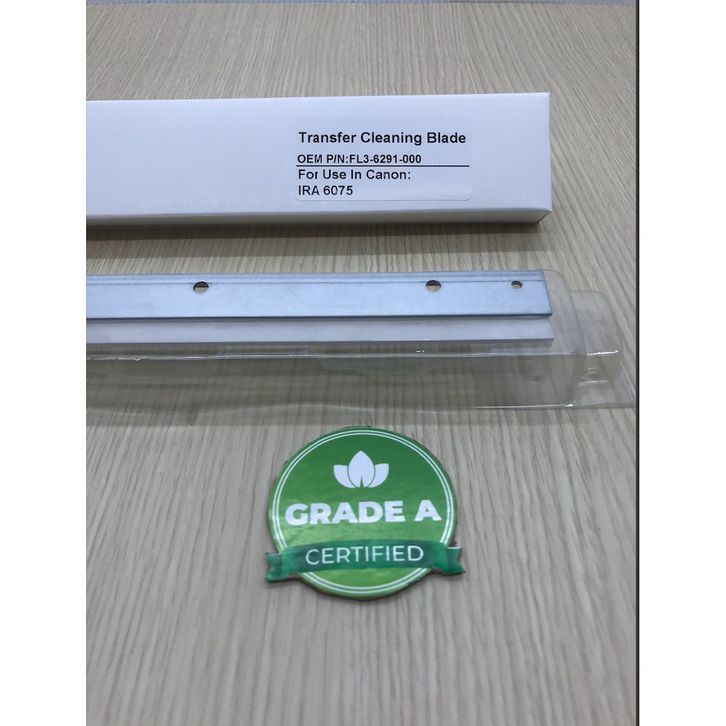 Transfer Cleaning Blade
OEM P/N:FL3-6291-000
For Use In Canon:
IRA 6075
GRADE A
CERTIFIED